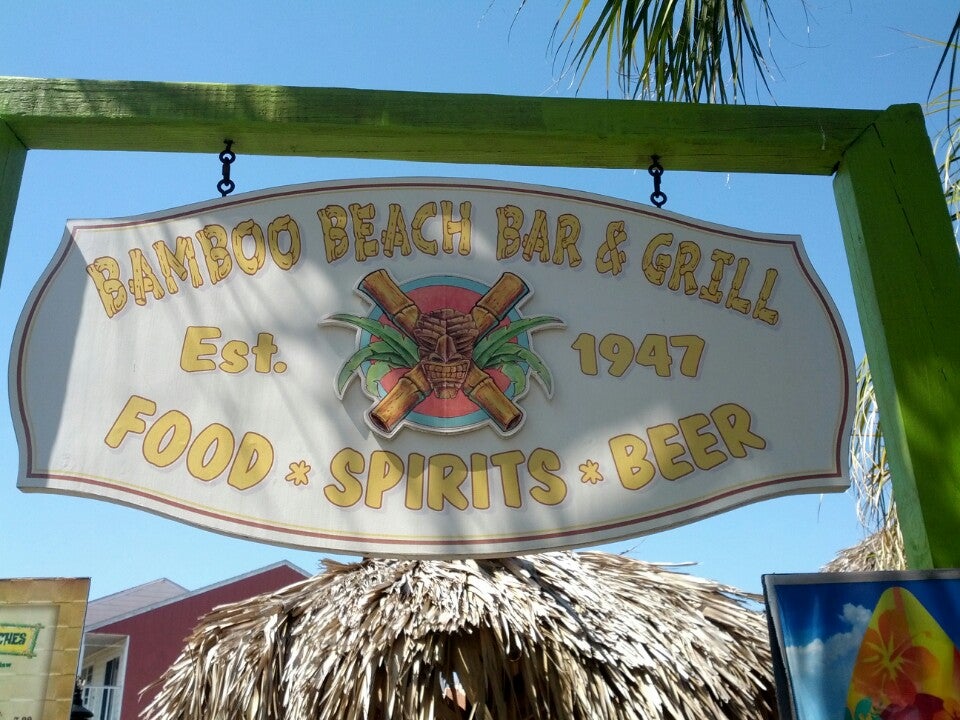 BAMBOO BEACH BAR & GRILL
Est. 1947
FOOD * SPIRITS * BEER